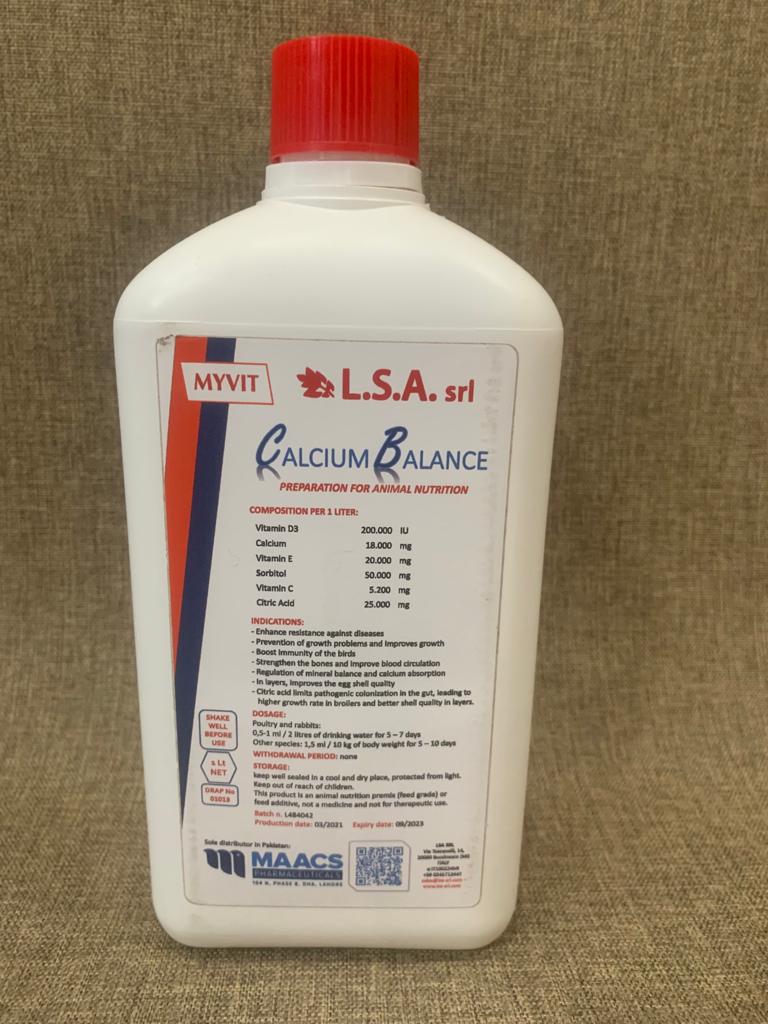 MYVIT
L.S.A. srl
CALCIUM BALANCE
PREPARATION FOR ANIMAL NUTRITION
COMPOSITION PER 1 LITER:
Vitamin D3 200.000 IU
Calcium 18.000 mg
Vitamin E 20.000 mg
Sorbitol 50.000 mg
Vitamin C 5.200 mg
Citric Acid 25.000 mg
INDICATIONS:
- Enhance resistance against diseases
- Prevention of growth problems and improves growth
- Boost immunity of the birds
- Strengthen the bones and improve blood circulation
- Regulation of mineral balance and calcium absorption
- In layers, improves the egg shell quality
- Citric acid limits pathogenic colonization in the gut, leading to
higher growth rate in broilers and better shell quality in layers.
DOSAGE:
Poultry and rabbits:
0,5-1 ml / 2 litres of drinking water for 5 – 7 days
Other species: 1,5 ml / 10 kg of body weight for 5 – 10 days
WITHDRAWAL PERIOD: none
STORAGE:
keep well sealed in a cool and dry place, protected from light.
Keep out of reach of children.
This product is an animal nutrition premix (feed grade) or
feed additive, not a medicine and not for therapeutic use.
Batch n. L484042
Production date: 03/2021 Expiry date: 09/2023
SHAKE
WELL
BEFORE
USE
1 Lt
NET
DRAP No
01013
Sole distributor in Pakistan:
MAACS
PHARMACEUTICALS
194 N, PHASE 8, DHA, LAHORE
LSA SRL
ITALY
www.lsa-srl.com